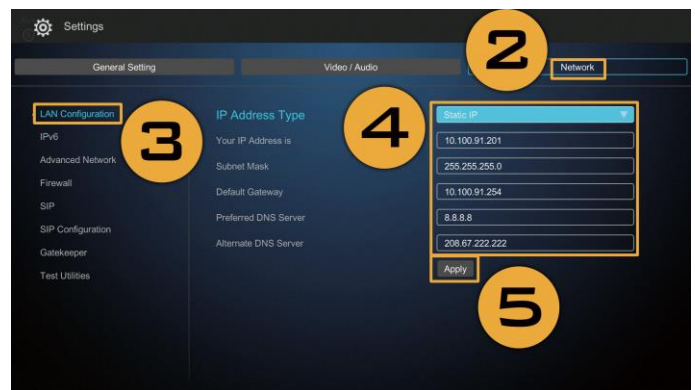 Settings
2
General Setting
Video / Audio
Network
LAN Configuration
IPv6
Advanced Network
Firewall
SIP
SIP Configuration
Gatekeeper
Test Utilities
3
IP Address Type
Your IP Address is
Subnet Mask
Default Gateway
Preferred DNS Server
Alternate DNS Server
4
Static IP
10.100.91.201
255.255.255.0
10.100.91.254
8.8.8.8
208.67.222.222
Apply
5